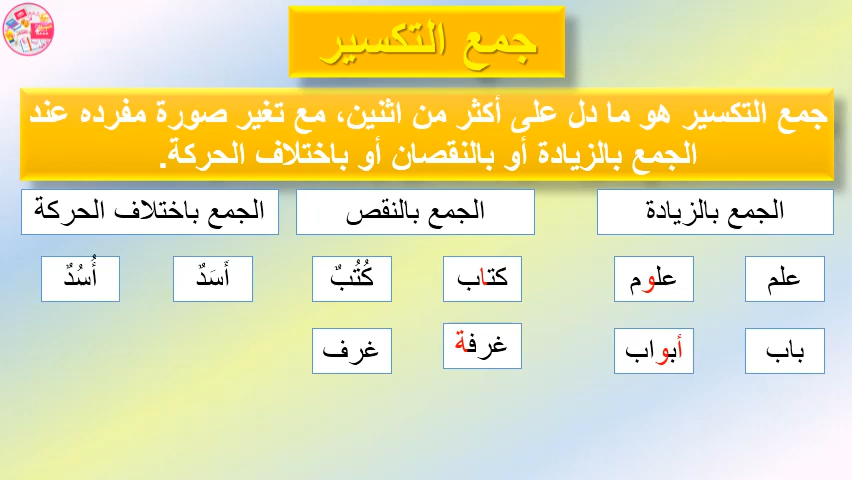 جمع التكسير
جمع التكسير هو ما دل على أكثر من اثنين، مع تغير صورة مفرده عند
الجمع بالزيادة أو بالنقصان أو باختلاف الحركة.
الجمع بالزيادة
الجمع بالنقص
الجمع باختلاف الحركة
علم
علوم
كتاب
كُتُبٌ
أَسَدٌ
أُسُدٌ
باب
أبواب
غرفة
غرف